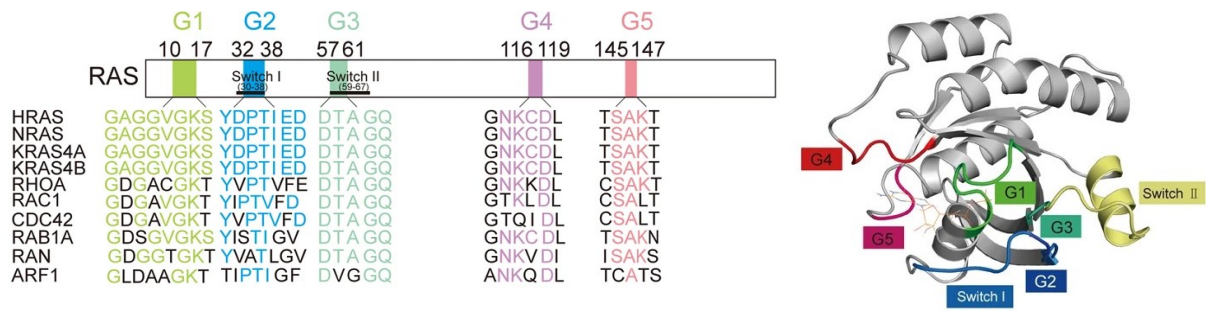 G1 G2 G3 G4 G5
10 17 32 38 57 61 116 119 145 147
RAS Switch I Switch II
(30-38) (59-67)
HRAS GAGGVGKS YDPTIED DTAGQ GNKCDL TSAKT
NRAS GAGGVGKS YDPTIED DTAGQ GNKCDL TSAKT
KRAS4A GAGGVGKS YDPTIED DTAGQ GNKCDL TSAKT
KRAS4B GAGGVGKS YDPTIED DTAGQ GNKCDL TSAKT
RHOA GDGACGKT YVPTVFE DTAGQ GNKKDL CSAKT
RAC1 GDGAVGKT YIPTVFD DTAGQ GTKLDL CSALT
CDC42 GDGAVGKT YVPTVFD DTAGQ GTQIDL CSALT
RAB1A GDSGVGKS YISTIGV DTAGQ GNKCDL TSAKN
RAN GDGGTGKT YVATLGV DTAGQ GNKVDI ISAKS
ARF1 GLDAAGKT TIPTIGF DVGGQ ANKQDL TCATS
G4
G1
Switch II
G5
G3
G2
Switch I